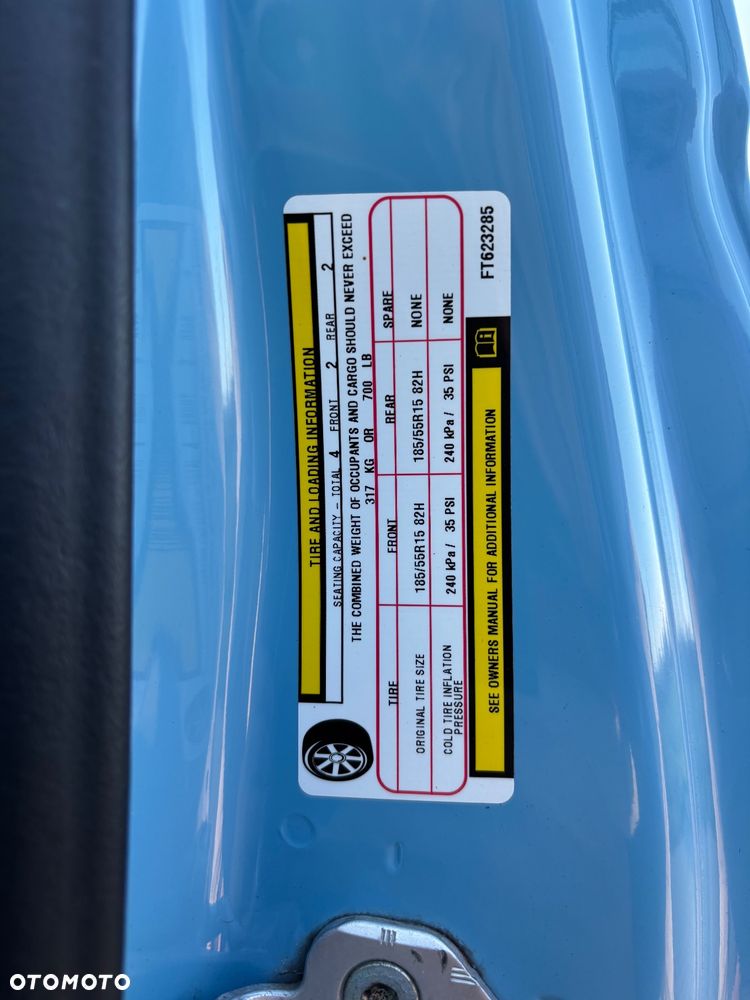 TIRE AND LOADING INFORMATION
SEATING CAPACITY – TOTAL 4 FRONT 2 REAR 2
THE COMBINED WEIGHT OF OCCUPANTS AND CARGO SHOULD NEVER EXCEED
317 KG OR 700 LB
TIRE FRONT REAR SPARE
ORIGINAL TIRE SIZE 185/55R15 82H 185/55R15 82H NONE
COLD TIRE INFLATION PRESSURE 240 kPa / 35 PSI 240 kPa / 35 PSI NONE
SEE OWNERS MANUAL FOR ADDITIONAL INFORMATION
FT623285
OTOMOTO